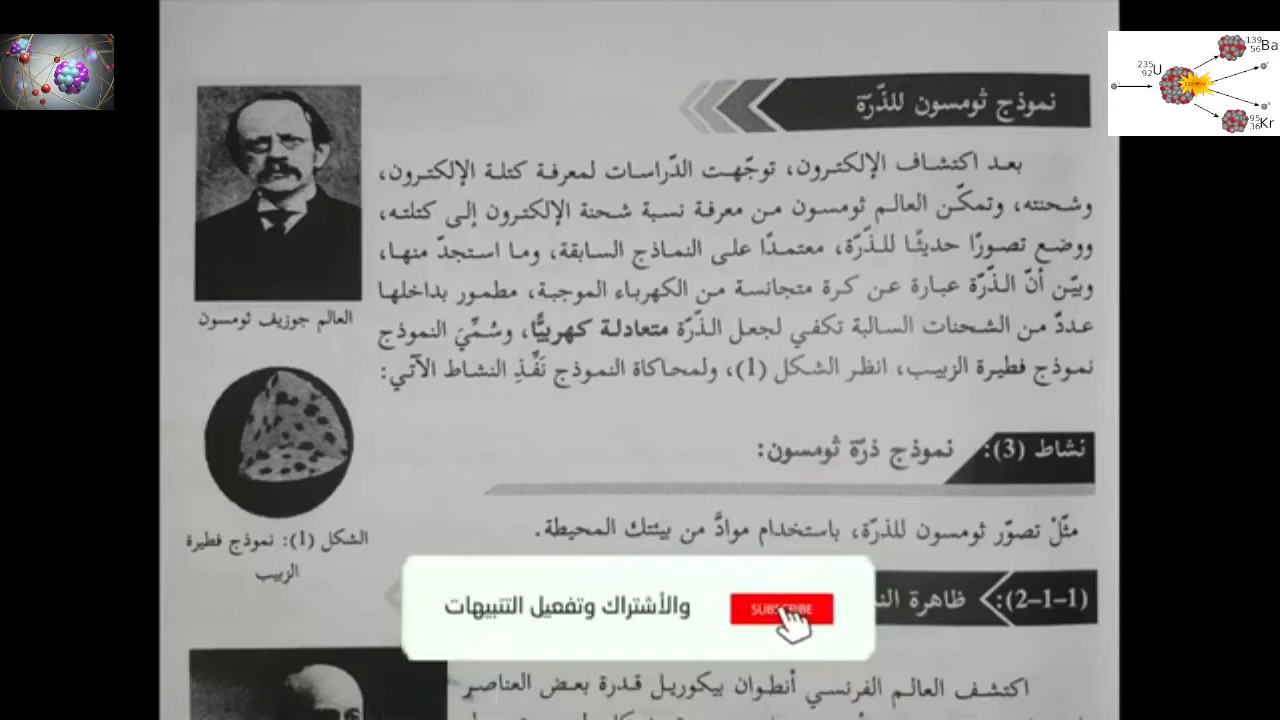 نموذج ثومسون للذّرّة
بعد اكتشاف الإلكترون، توجّهت الدّراسات لمعرفة كتلة الإلكترون،
وشحنته، وتمكّن العالم ثومسون من معرفة نسبة شحنة الإلكترون إلى كتلته،
ووضع تصورًا حديثًا للذّرّة، معتمدًا على النماذج السابقة، وما استجدّ منها،
وبيّن أنّ الذّرّة عبارة عن كرة متجانسة من الكهرباء الموجبة، مطمور بداخلها
عددٌ من الشحنات السالبة تكفي لجعل الذّرّة متعادلة كهربيًّا، وسُمِّيَ النموذج
نموذج فطيرة الزبيب، انظر الشكل (1)، ولمحاكاة النموذج نَفِّذِ النشاط الآتي:
العالم جوزيف ثومسون
الشكل (1): نموذج فطيرة
الزبيب
نشاط (3): نموذج ذرّة ثومسون:
مثّلْ تصوّر ثومسون للذرّة، باستخدام موادَّ من بيئتك المحيطة.
(2-1-1): ظاهرة
والأشتراك وتفعيل التنبيهات
SUBSCRIBE
اكتشف العالم الفرنسي أنطوان بيكوريل قدرة بعض العناصر
235
92 U
139
56 Ba
95
36 Kr